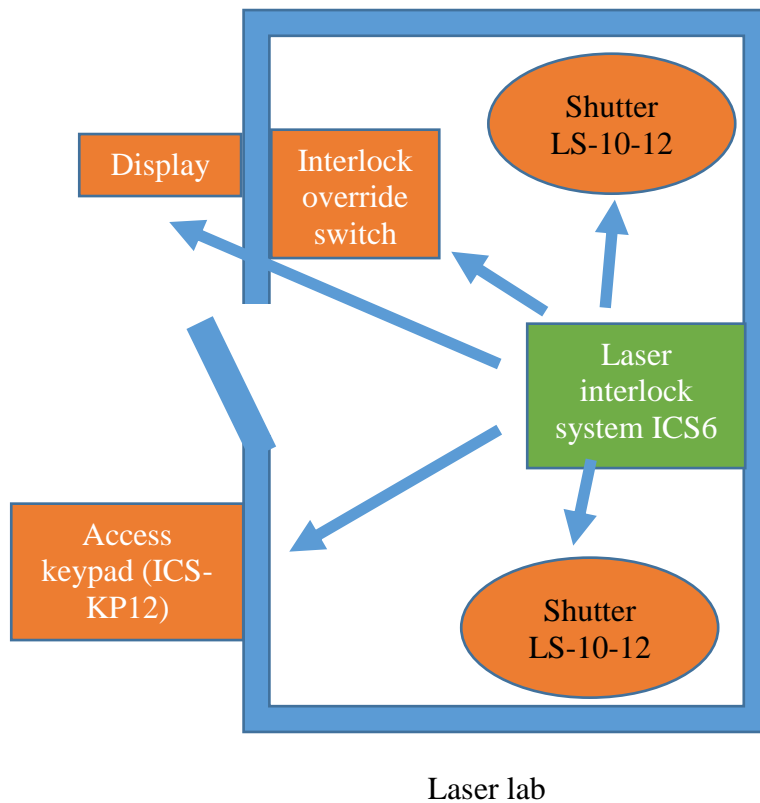 Shutter
LS-10-12
Display
Interlock
override
switch
Laser
interlock
system ICS6
Access
keypad (ICS-
KP12)
Shutter
LS-10-12
Laser lab